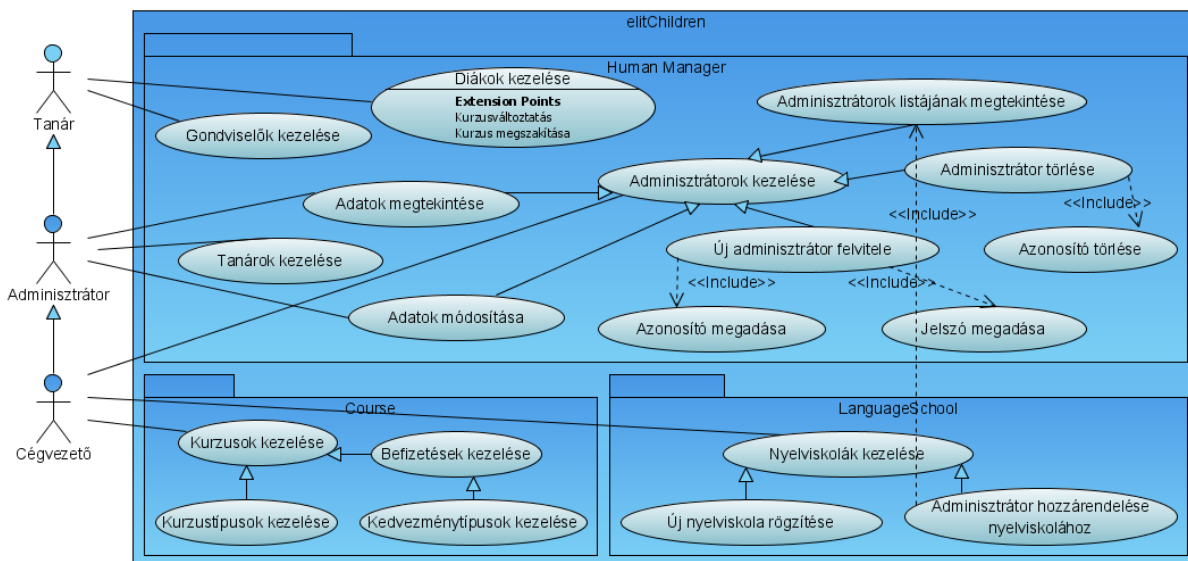 elitChildren
Human Manager
Tanár
Diákok kezelése
Extension Points
Kurzusváltoztatás
Kurzus megszakítása
Gondviselők kezelése
Adminisztrátorok listájának megtekintése
Adminisztrátorok kezelése
Adminisztrátor törlése
<<Include>>
<<Include>>
Azonosító törlése
Adatok megtekintése
Új adminisztrátor felvitele
Tanárok kezelése
<<Include>>
<<Include>>
Adminisztrátor
Adatok módosítása
Azonosító megadása
Jelszó megadása
Course
LanguageSchool
Cégvezető
Kurzusok kezelése
Befizetések kezelése
Nyelviskolák kezelése
Kurzustípusok kezelése
Kedvezménytípusok kezelése
Új nyelviskola rögzítése
Adminisztrátor hozzárendelése
nyelviskolához